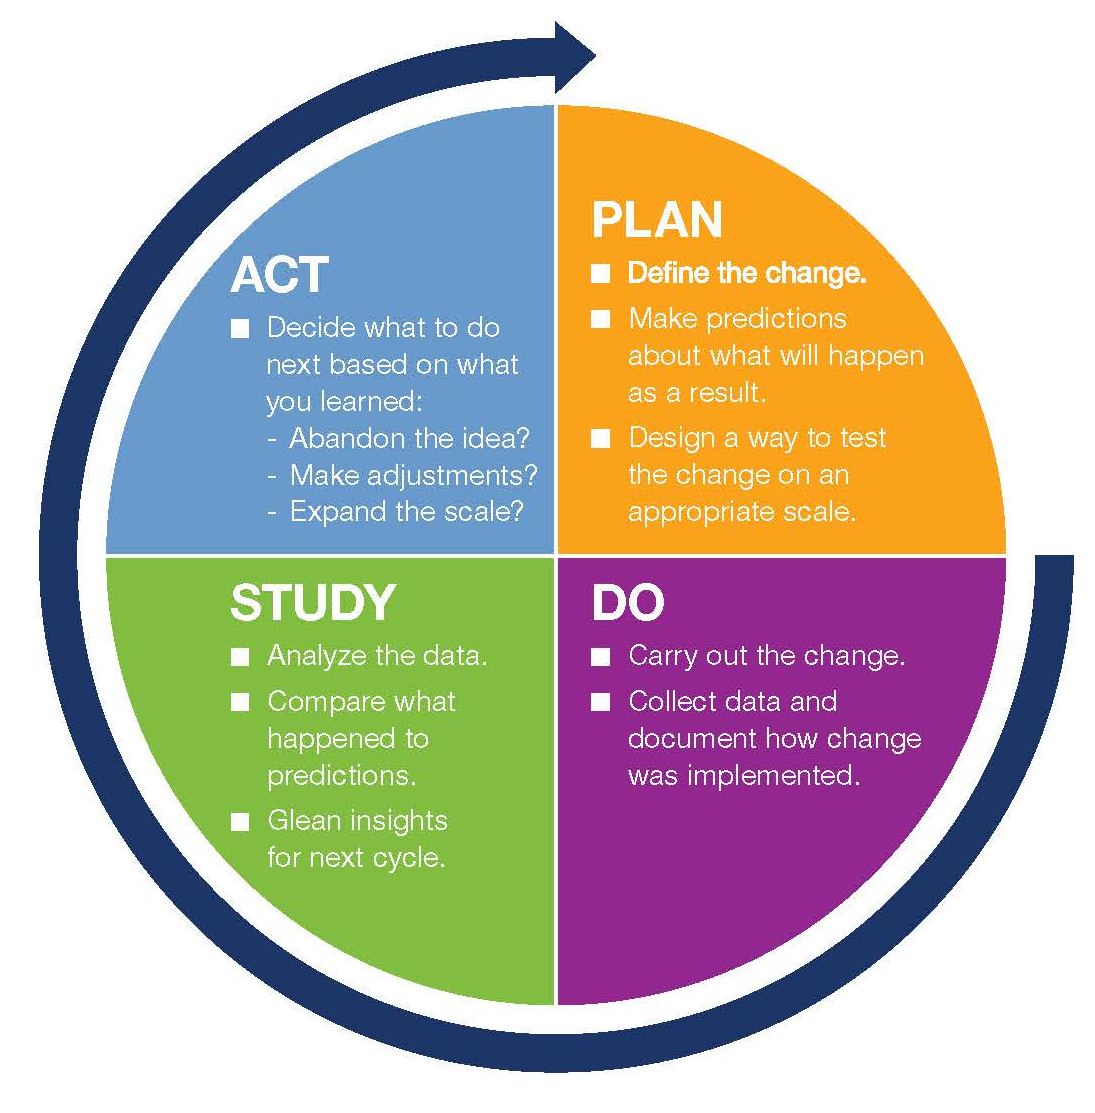 PLAN
Define the change.
Make predictions
about what will happen
as a result.
Design a way to test
the change on an
appropriate scale.
DO
Carry out the change.
Collect data and
document how change
was implemented.
STUDY
Analyze the data.
Compare what
happened to
predictions.
Glean insights
for next cycle.
ACT
Decide what to do
next based on what
you learned:
- Abandon the idea?
- Make adjustments?
- Expand the scale?